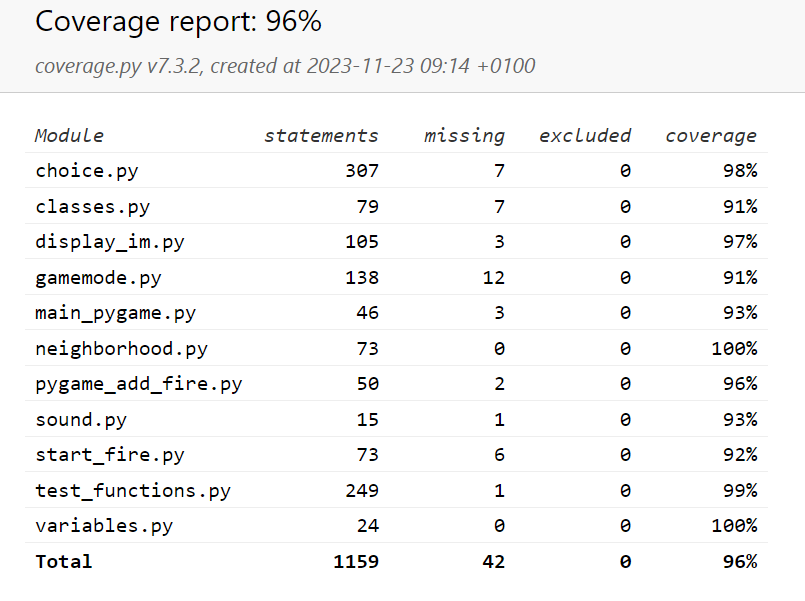 Coverage report: 96%
coverage.py v7.3.2, created at 2023-11-23 09:14 +0100
Module statements missing excluded coverage
choice.py 307 7 0 98%
classes.py 79 7 0 91%
display_im.py 105 3 0 97%
gamemode.py 138 12 0 91%
main_pygame.py 46 3 0 93%
neighborhood.py 73 0 0 100%
pygame_add_fire.py 50 2 0 96%
sound.py 15 1 0 93%
start_fire.py 73 6 0 92%
test_functions.py 249 1 0 99%
variables.py 24 0 0 100%
Total 1159 42 0 96%